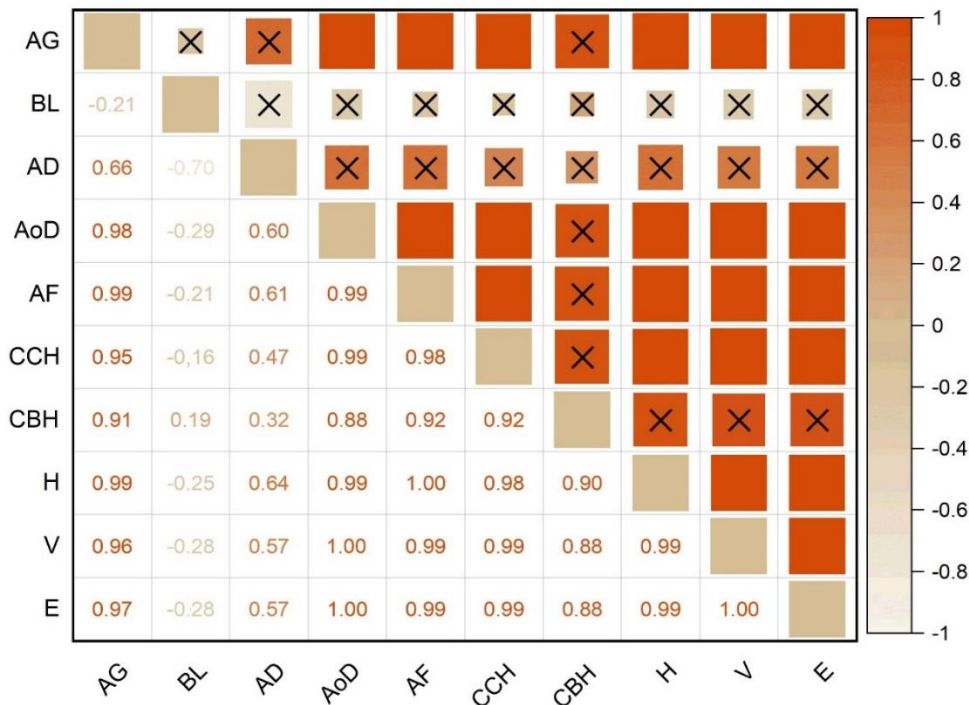 AG
BL -0.21
AD 0.66 -0.70
AoD 0.98 -0.29 0.60
AF 0.99 -0.21 0.61 0.99
CCH 0.95 -0,16 0.47 0.99 0.98
CBH 0.91 0.19 0.32 0.88 0.92 0.92
H 0.99 -0.25 0.64 0.99 1.00 0.98 0.90
V 0.96 -0.28 0.57 1.00 0.99 0.99 0.88 0.99
E 0.97 -0.28 0.57 1.00 0.99 0.99 0.88 0.99 1.00
AG BL AD AoD AF CCH CBH H V E
1
0.8
0.6
0.4
0.2
0
-0.2
-0.4
-0.6
-0.8
-1